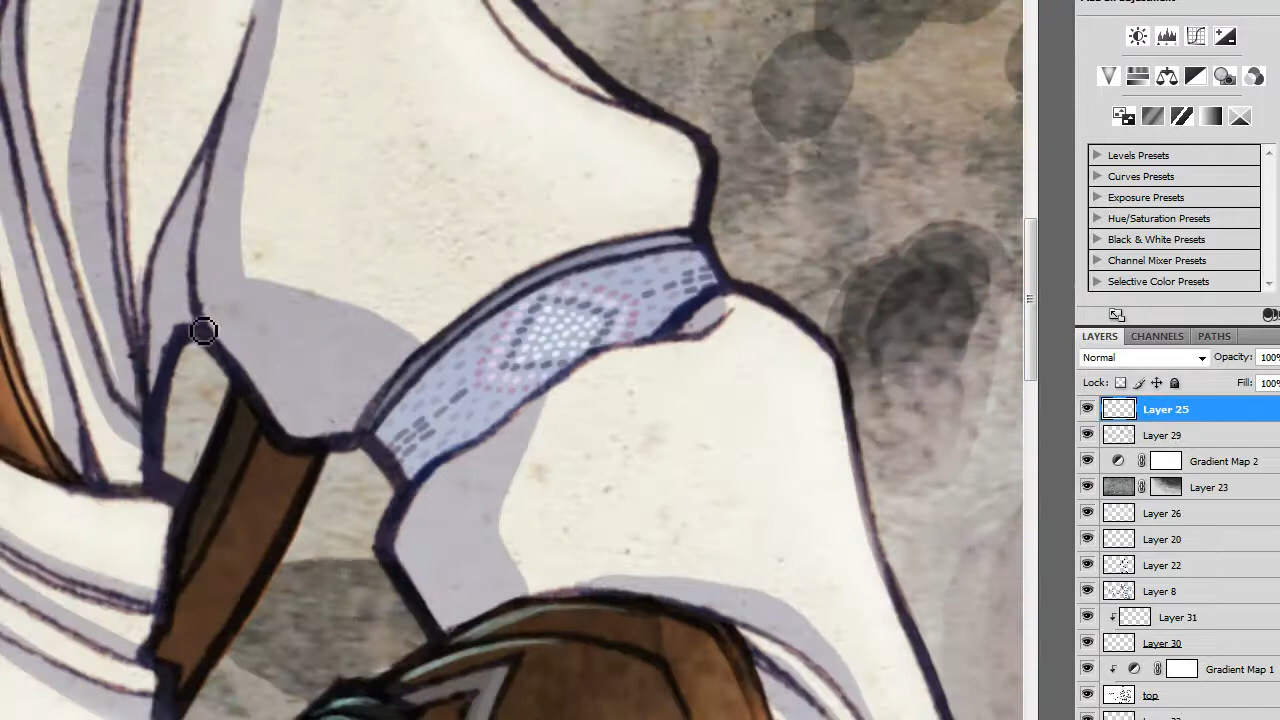 Levels Presets
Curves Presets
Exposure Presets
Hue/Saturation Presets
Black & White Presets
Channel Mixer Presets
Selective Color Presets
LAYERS CHANNELS PATHS
Normal Opacity: 100
Lock: Fill: 100
Layer 25
Layer 29
Gradient Map 2
Layer 23
Layer 26
Layer 20
Layer 22
Layer 8
Layer 31
Layer 30
Gradient Map 1
top